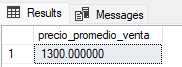 Results Messages
precio_promedio_venta
1 1300.000000